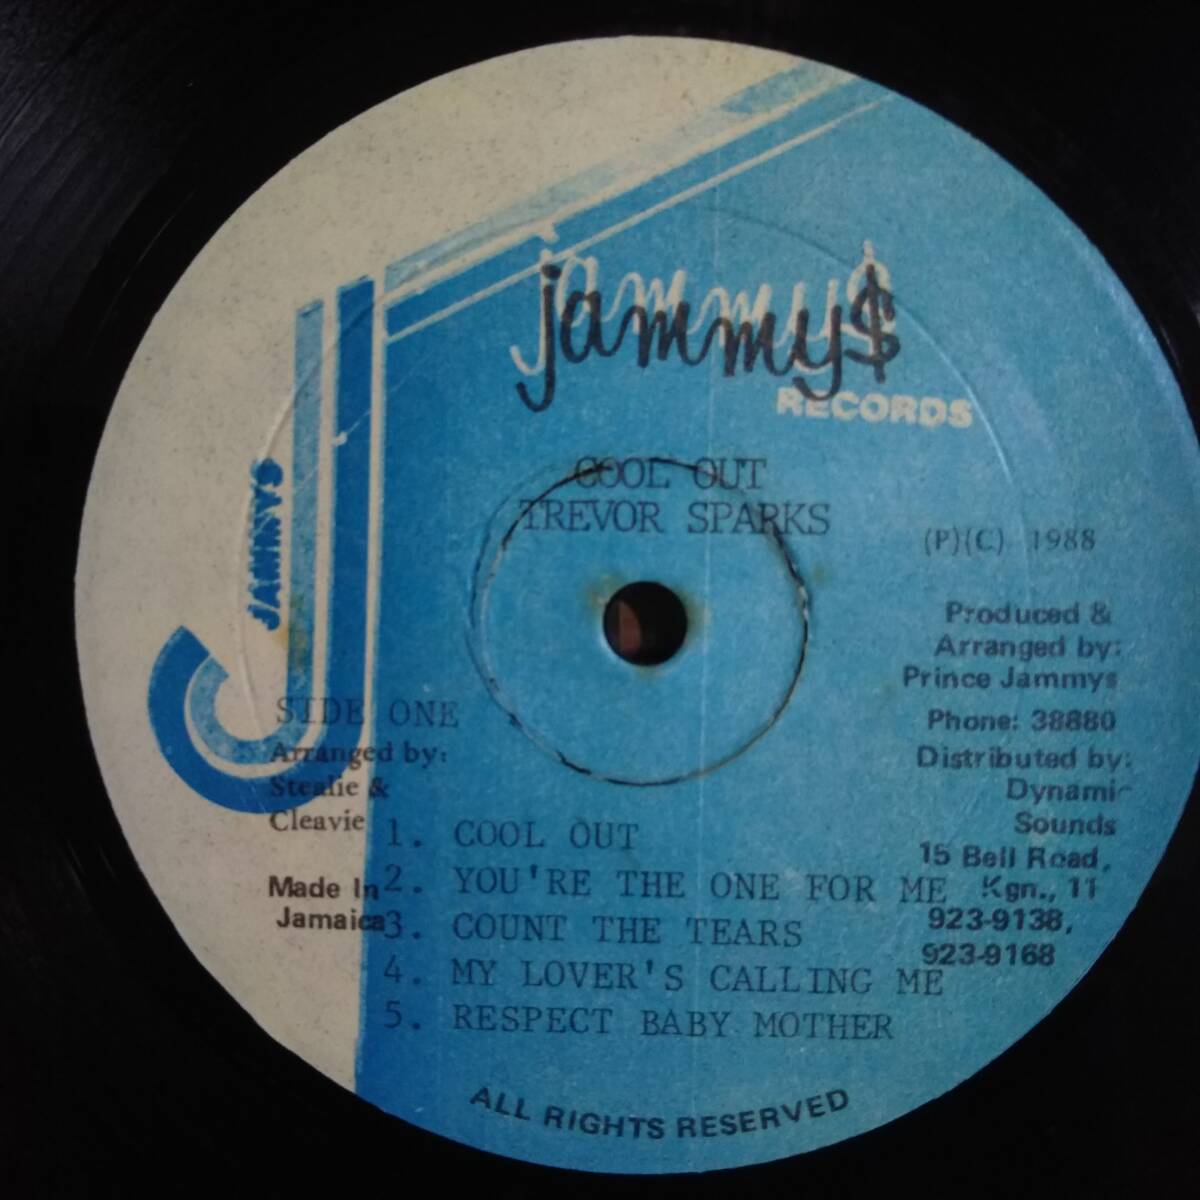 jammy$
RECORDS
JAMMYS
COOL OUT
TREVOR SPARKS
(P)(C) 1988
Produced &
Arranged by:
Prince Jammys
Phone: 38880
Distributed by:
Dynamic
Sounds
15 Bell Road,
Kgn., 11
923-9138,
923-9168
SIDE ONE
Arranged by:
Stealie &
Cleavie
Made In
Jamaica
1. COOL OUT
2. YOU'RE THE ONE FOR ME
3. COUNT THE TEARS
4. MY LOVER'S CALLING ME
5. RESPECT BABY MOTHER
ALL RIGHTS RESERVED